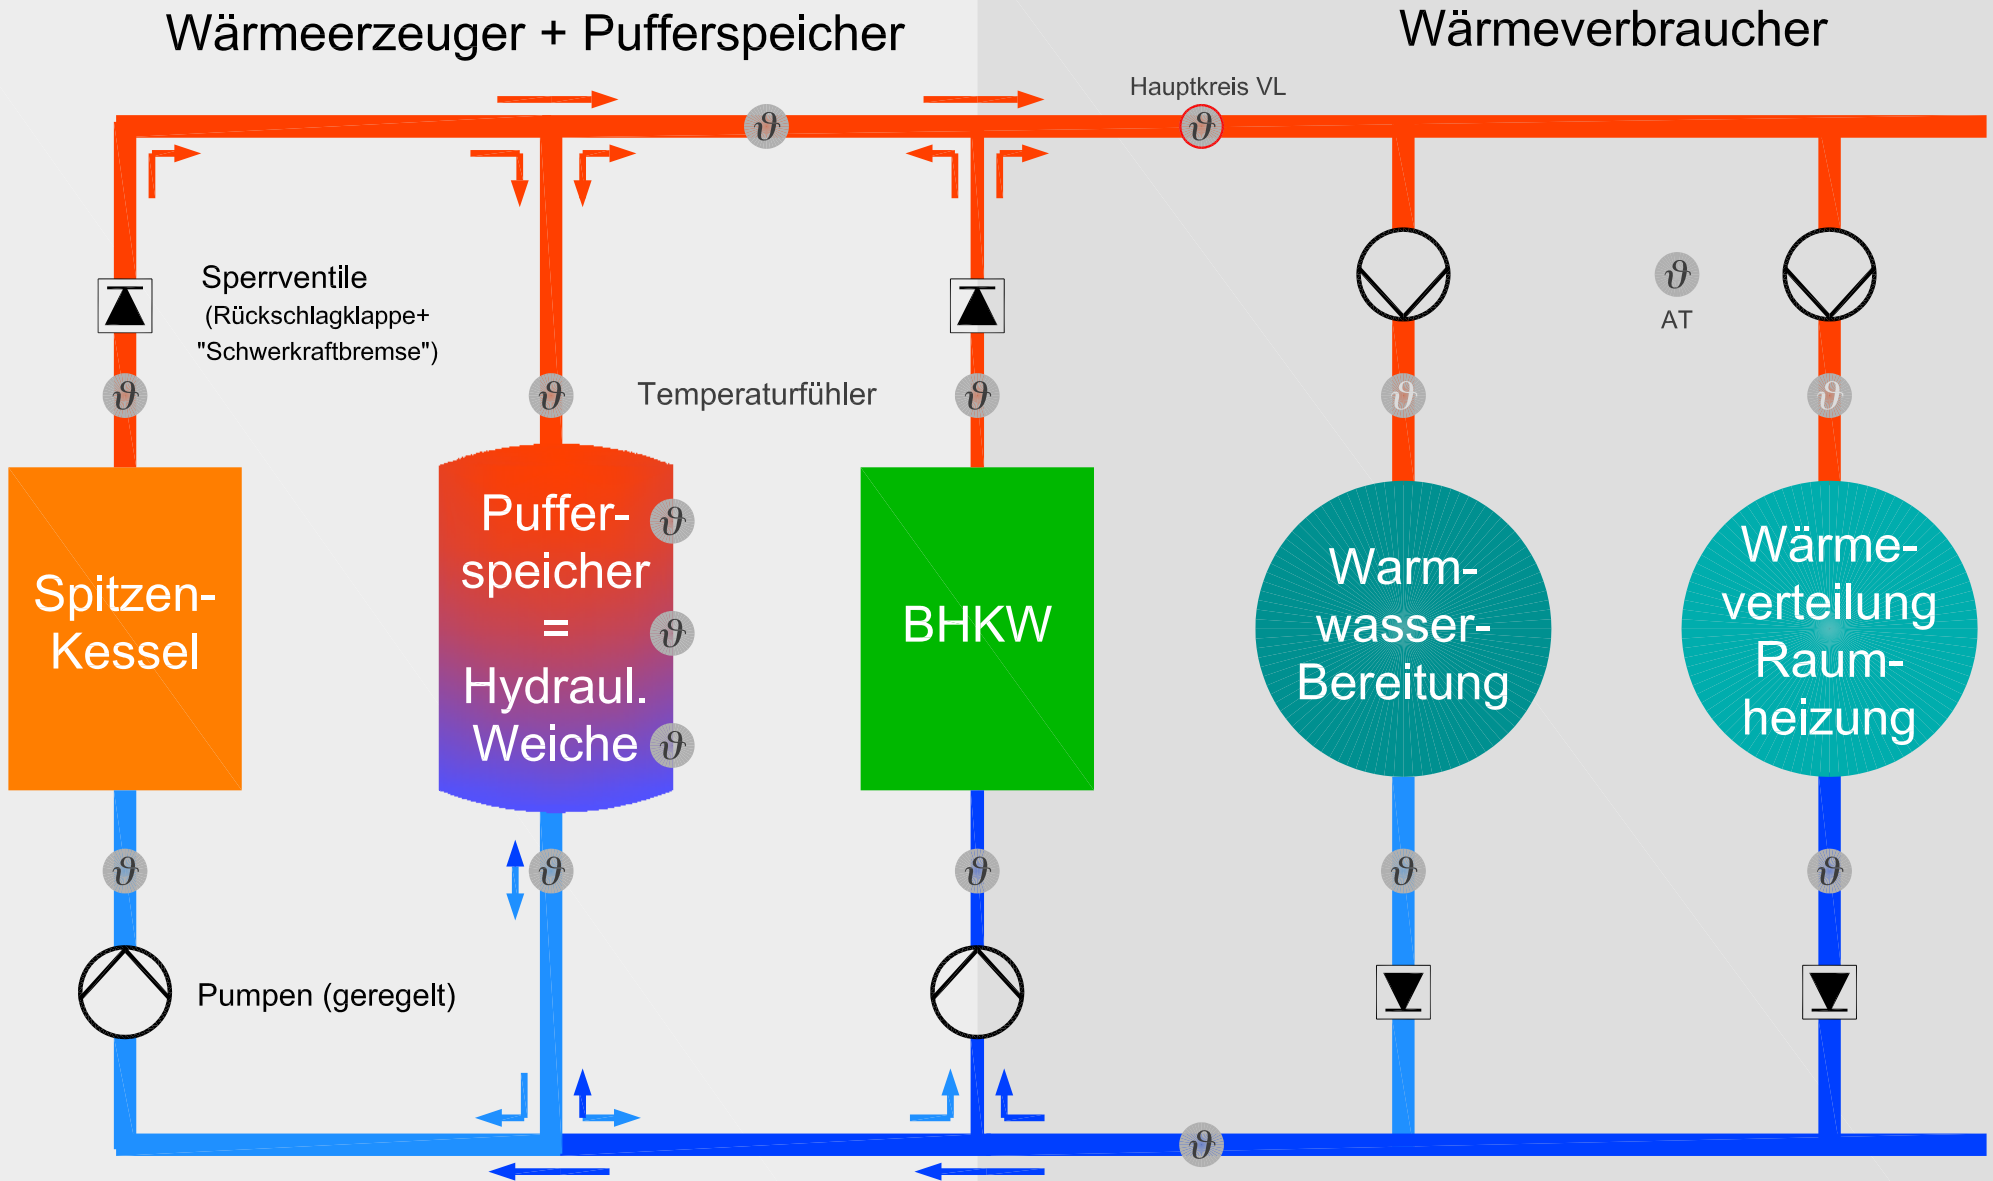 Wärmeerzeuger + Pufferspeicher
Wärmeverbraucher
Hauptkreis VL
ϑ
ϑ
Sperrventile
(Rückschlagklappe+
"Schwerkraftbremse")
ϑ
AT
ϑ
ϑ
Temperaturfühler
ϑ
ϑ
ϑ
Spitzen-
Kessel
Puffer-
speicher
=
Hydraul.
Weiche
ϑ
ϑ
ϑ
BHKW
Warm-
wasser-
Bereitung
Wärme-
verteilung
Raum-
heizung
ϑ
ϑ
ϑ
ϑ
ϑ
Pumpen (geregelt)
ϑ